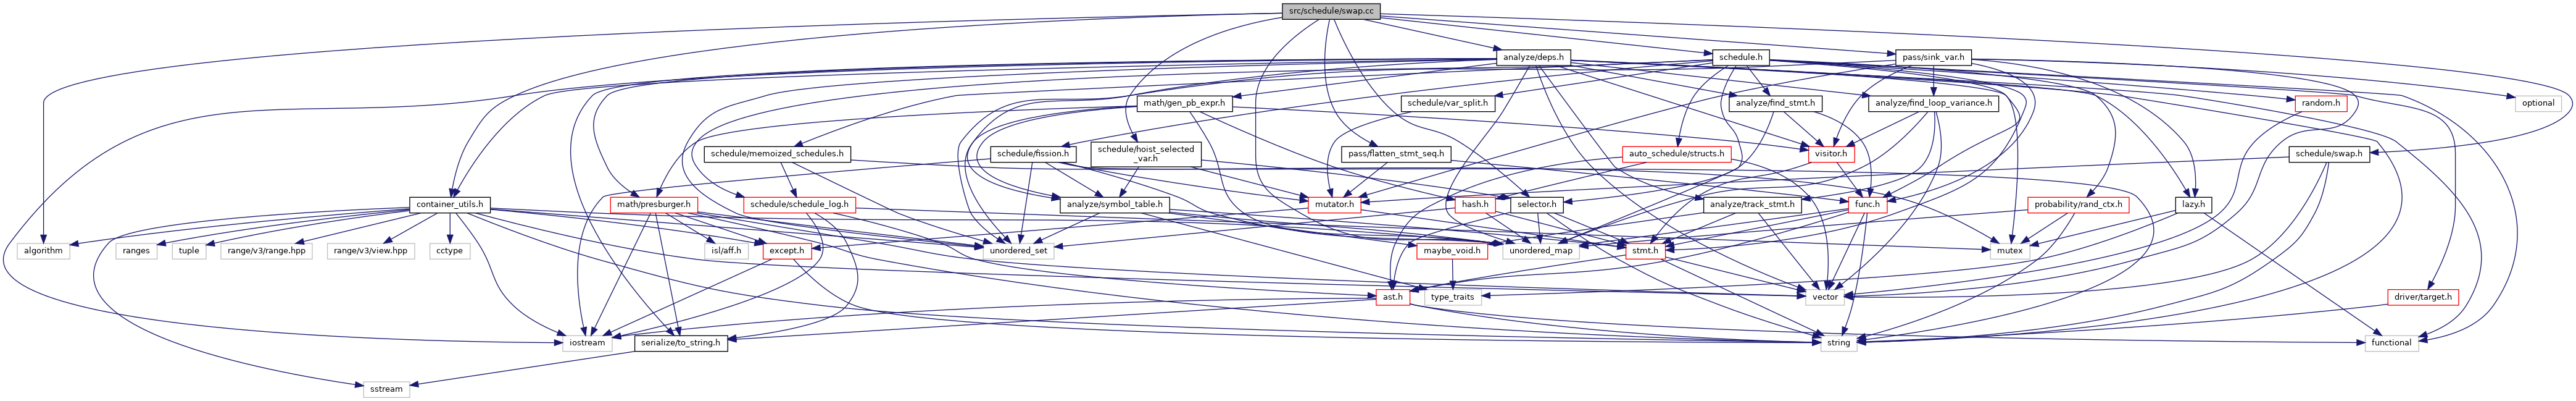 src/schedule/swap.cc
analyze/deps.h
schedule.h
pass/sink_var.h
math/gen_pb_expr.h
schedule/var_split.h
analyze/find_stmt.h
analyze/find_loop_variance.h
random.h
optional
schedule/memoized_schedules.h
schedule/fission.h
schedule/hoist_selected
_var.h
pass/flatten_stmt_seq.h
auto_schedule/structs.h
visitor.h
schedule/swap.h
container_utils.h
math/presburger.h
schedule/schedule_log.h
analyze/symbol_table.h
mutator.h
hash.h
selector.h
analyze/track_stmt.h
func.h
probability/rand_ctx.h
lazy.h
algorithm
ranges
tuple
range/v3/range.hpp
range/v3/view.hpp
cctype
isl/aff.h
except.h
unordered_set
maybe_void.h
unordered_map
stmt.h
mutex
ast.h
type_traits
vector
driver/target.h
iostream
serialize/to_string.h
string
functional
sstream